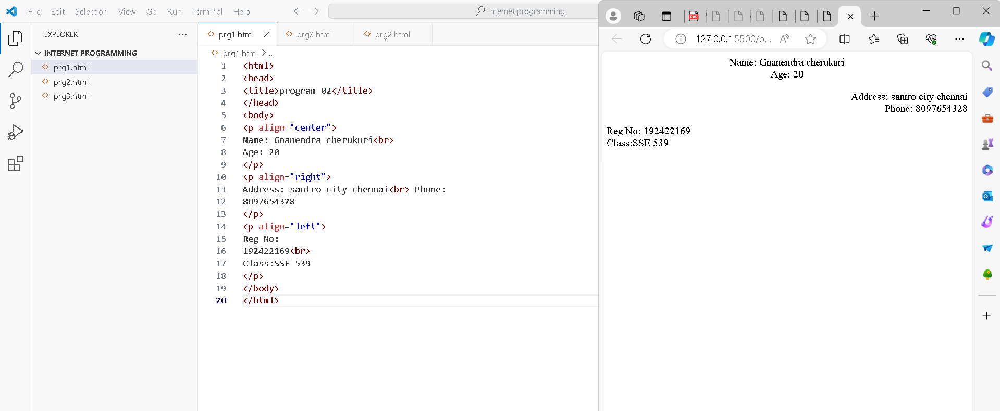 File Edit Selection View Go Run Terminal Help
internet programming
EXPLORER ...
INTERNET PROGRAMMING
prg1.html
prg2.html
prg3.html
prg1.html
prg3.html
prg2.html
prg1.html > ...
1 <html>
2 <head>
3 <title>program 02</title>
4 </head>
5 <body>
6 <p align="center">
7 Name: Gnanendra cherukuri<br>
8 Age: 20
9 </p>
10 <p align="right">
11 Address: santro city chennai<br> Phone:
12 8097654328
13 </p>
14 <p align="left">
15 Reg No:
16 192422169<br>
17 Class:SSE 539
18 </p>
19 </body>
20 </html>
PDF
127.0.0.1:5500/p...
Name: Gnanendra cherukuri
Age: 20
Address: santro city chennai
Phone: 8097654328
Reg No: 192422169
Class:SSE 539